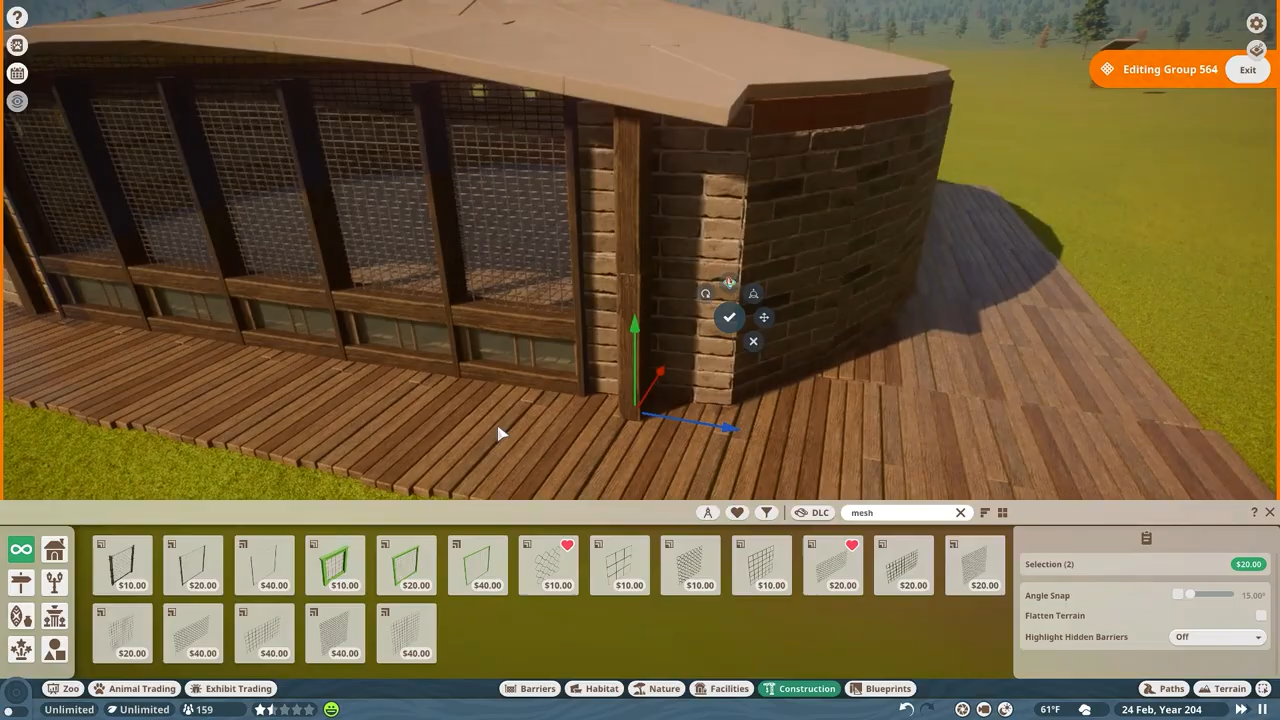 ?
Editing Group 564 Exit
DLC mesh ? 
$10.00 $20.00 $40.00 $10.00 $20.00 $40.00 $10.00 $10.00 $10.00 $10.00 $20.00 $20.00 $20.00
$20.00 $40.00 $40.00 $40.00 $40.00
Selection (2) $20.00
Angle Snap 15.00°
Flatten Terrain
Highlight Hidden Barriers Off
Zoo Animal Trading Exhibit Trading Barriers Habitat Nature Facilities Construction Blueprints Paths Terrain
Unlimited Unlimited 159 61°F 24 Feb, Year 204